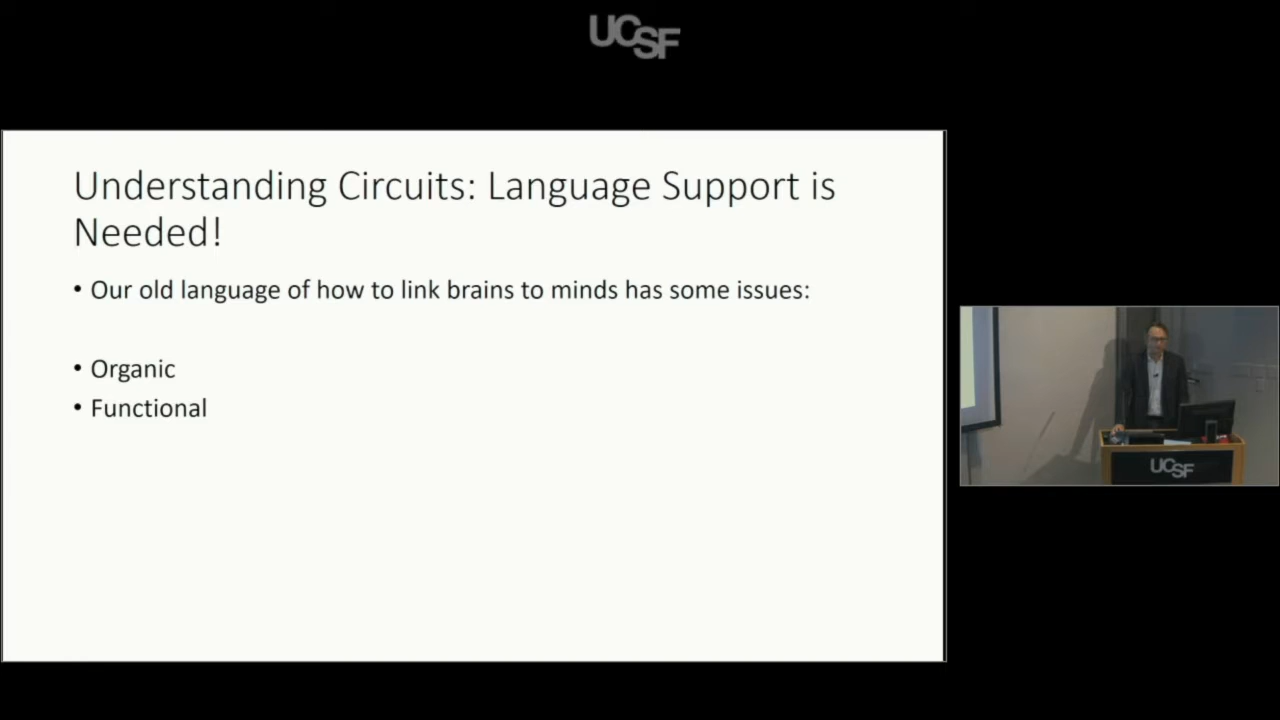 UCSF
Understanding Circuits: Language Support is
Needed!
• Our old language of how to link brains to minds has some issues:
• Organic
• Functional
UCSF